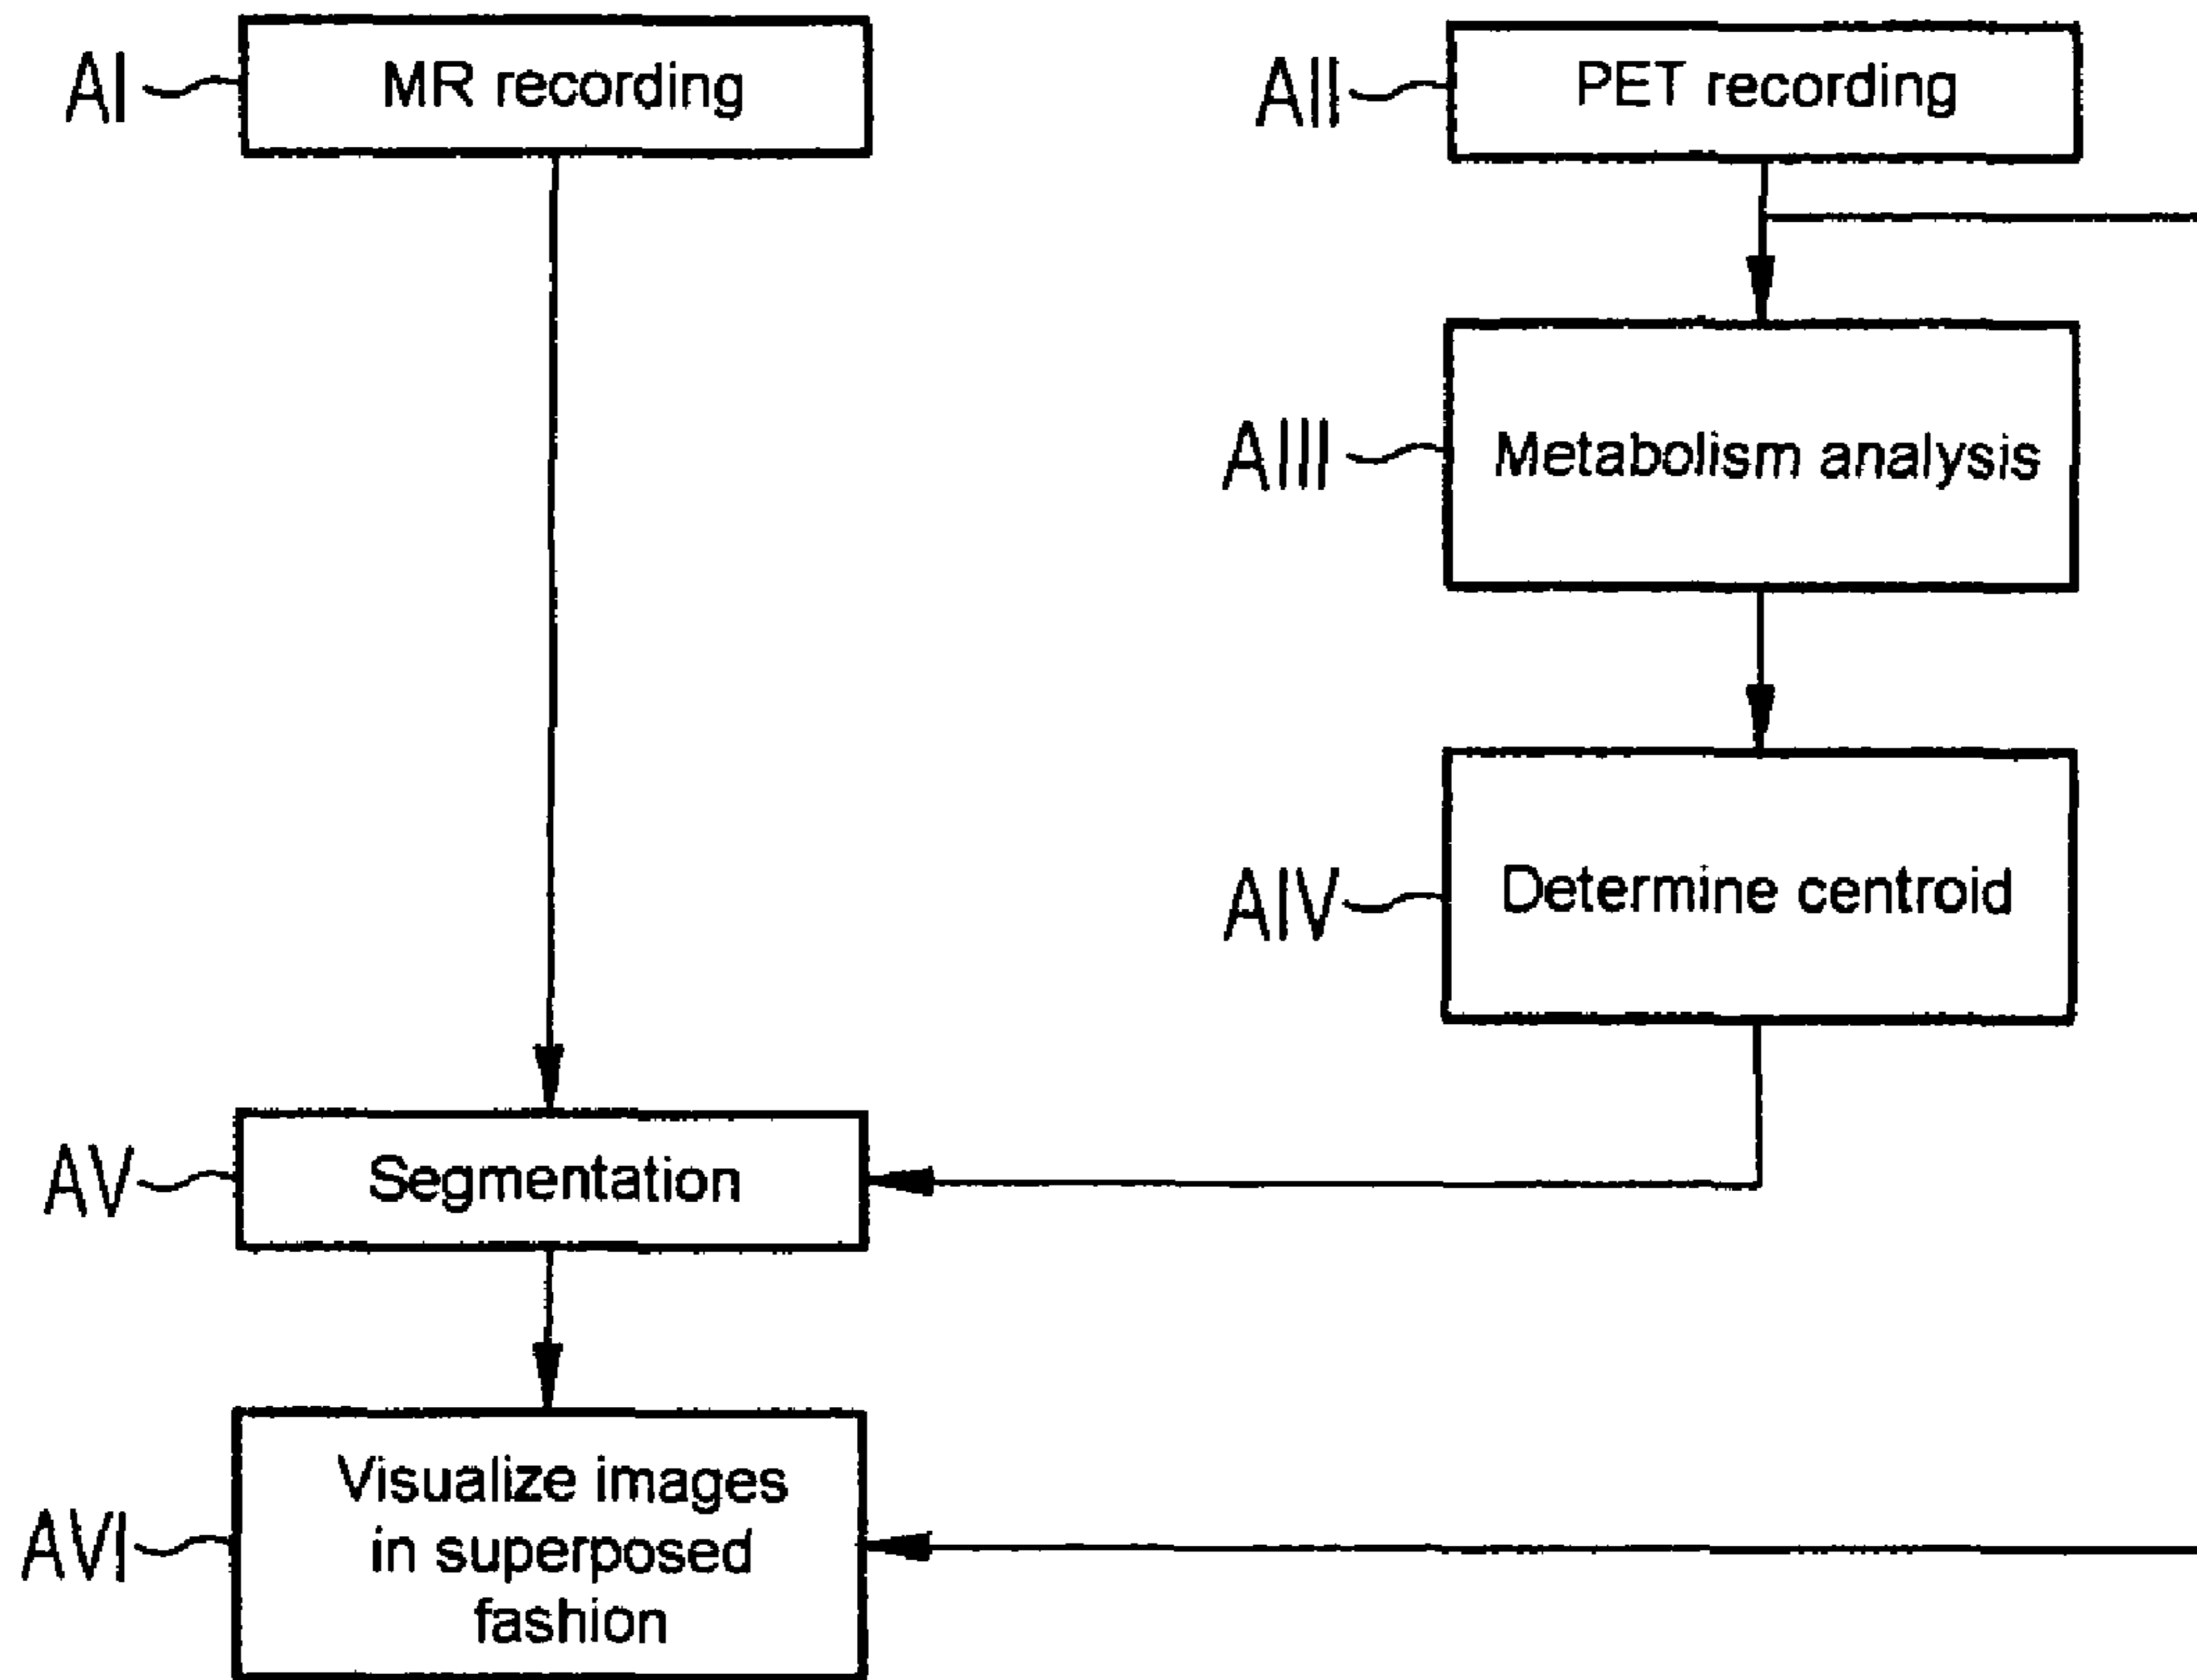 AI
MR recording
AII
PET recording
AIII
Metabolism analysis
AIV
Determine centroid
AV
Segmentation
AVI
Visualize images
in superposed
fashion